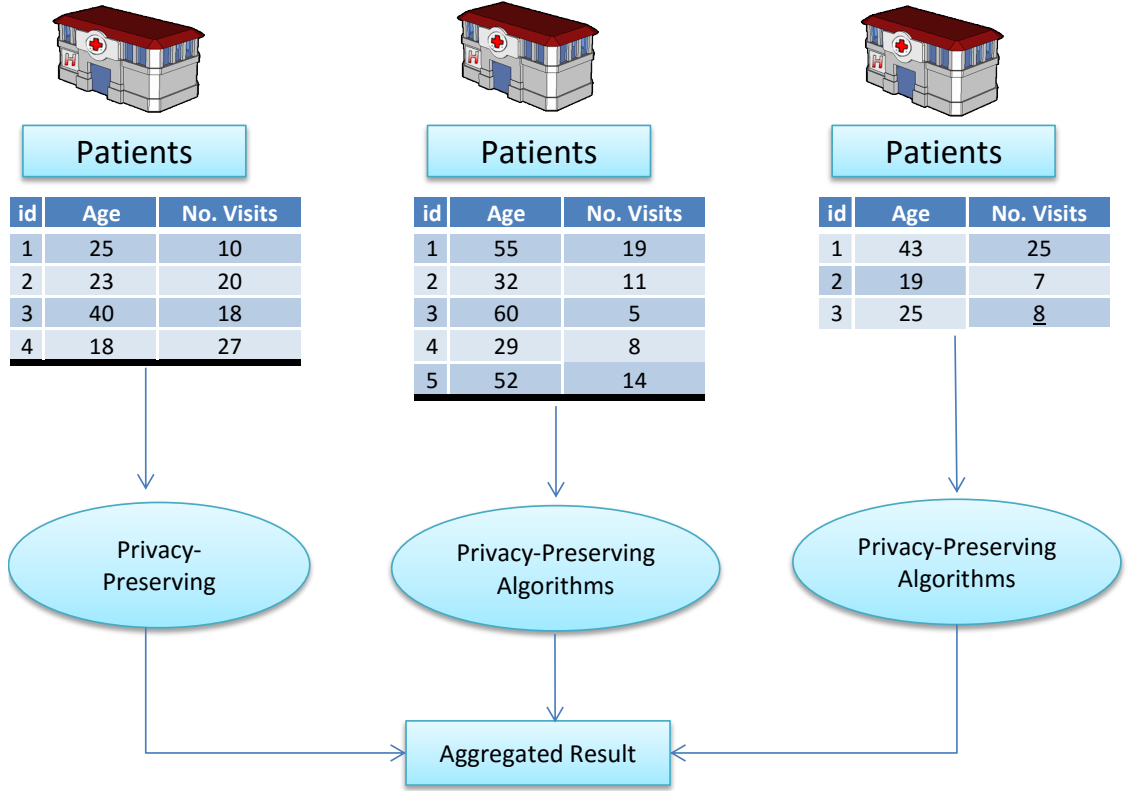 H
H
H
Patients
Patients
Patients
id Age No. Visits
1 25 10
2 23 20
3 40 18
4 18 27
id Age No. Visits
1 55 19
2 32 11
3 60 5
4 29 8
5 52 14
id Age No. Visits
1 43 25
2 19 7
3 25 8
Privacy-
Preserving
Privacy-Preserving
Algorithms
Privacy-Preserving
Algorithms
Aggregated Result